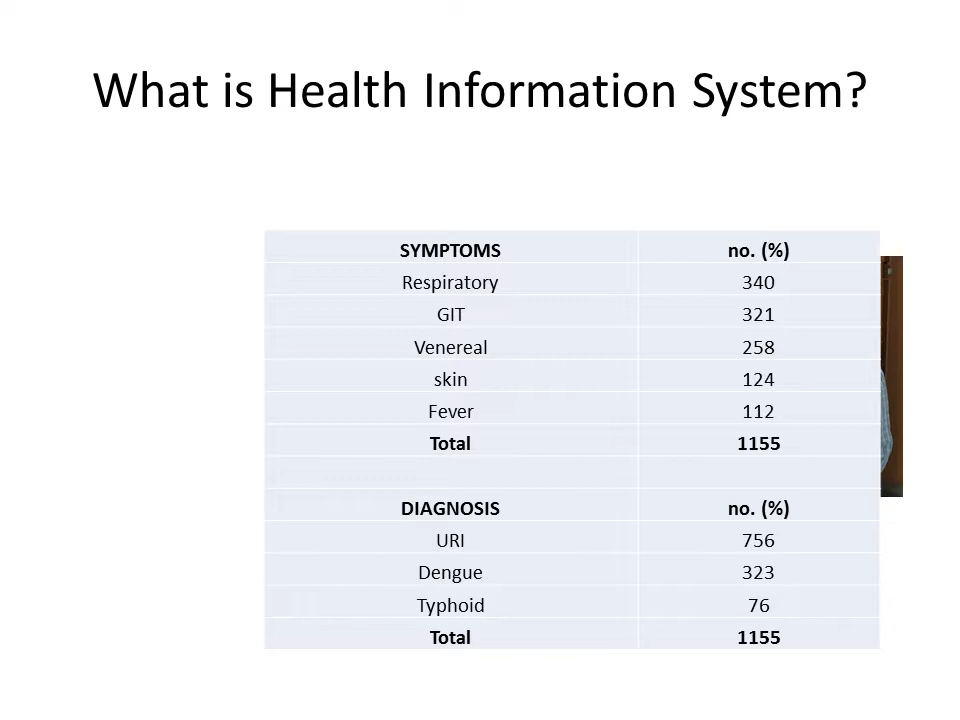 What is Health Information System?
SYMPTOMS no. (%)
Respiratory 340
GIT 321
Venereal 258
skin 124
Fever 112
Total 1155
DIAGNOSIS no. (%)
URI 756
Dengue 323
Typhoid 76
Total 1155